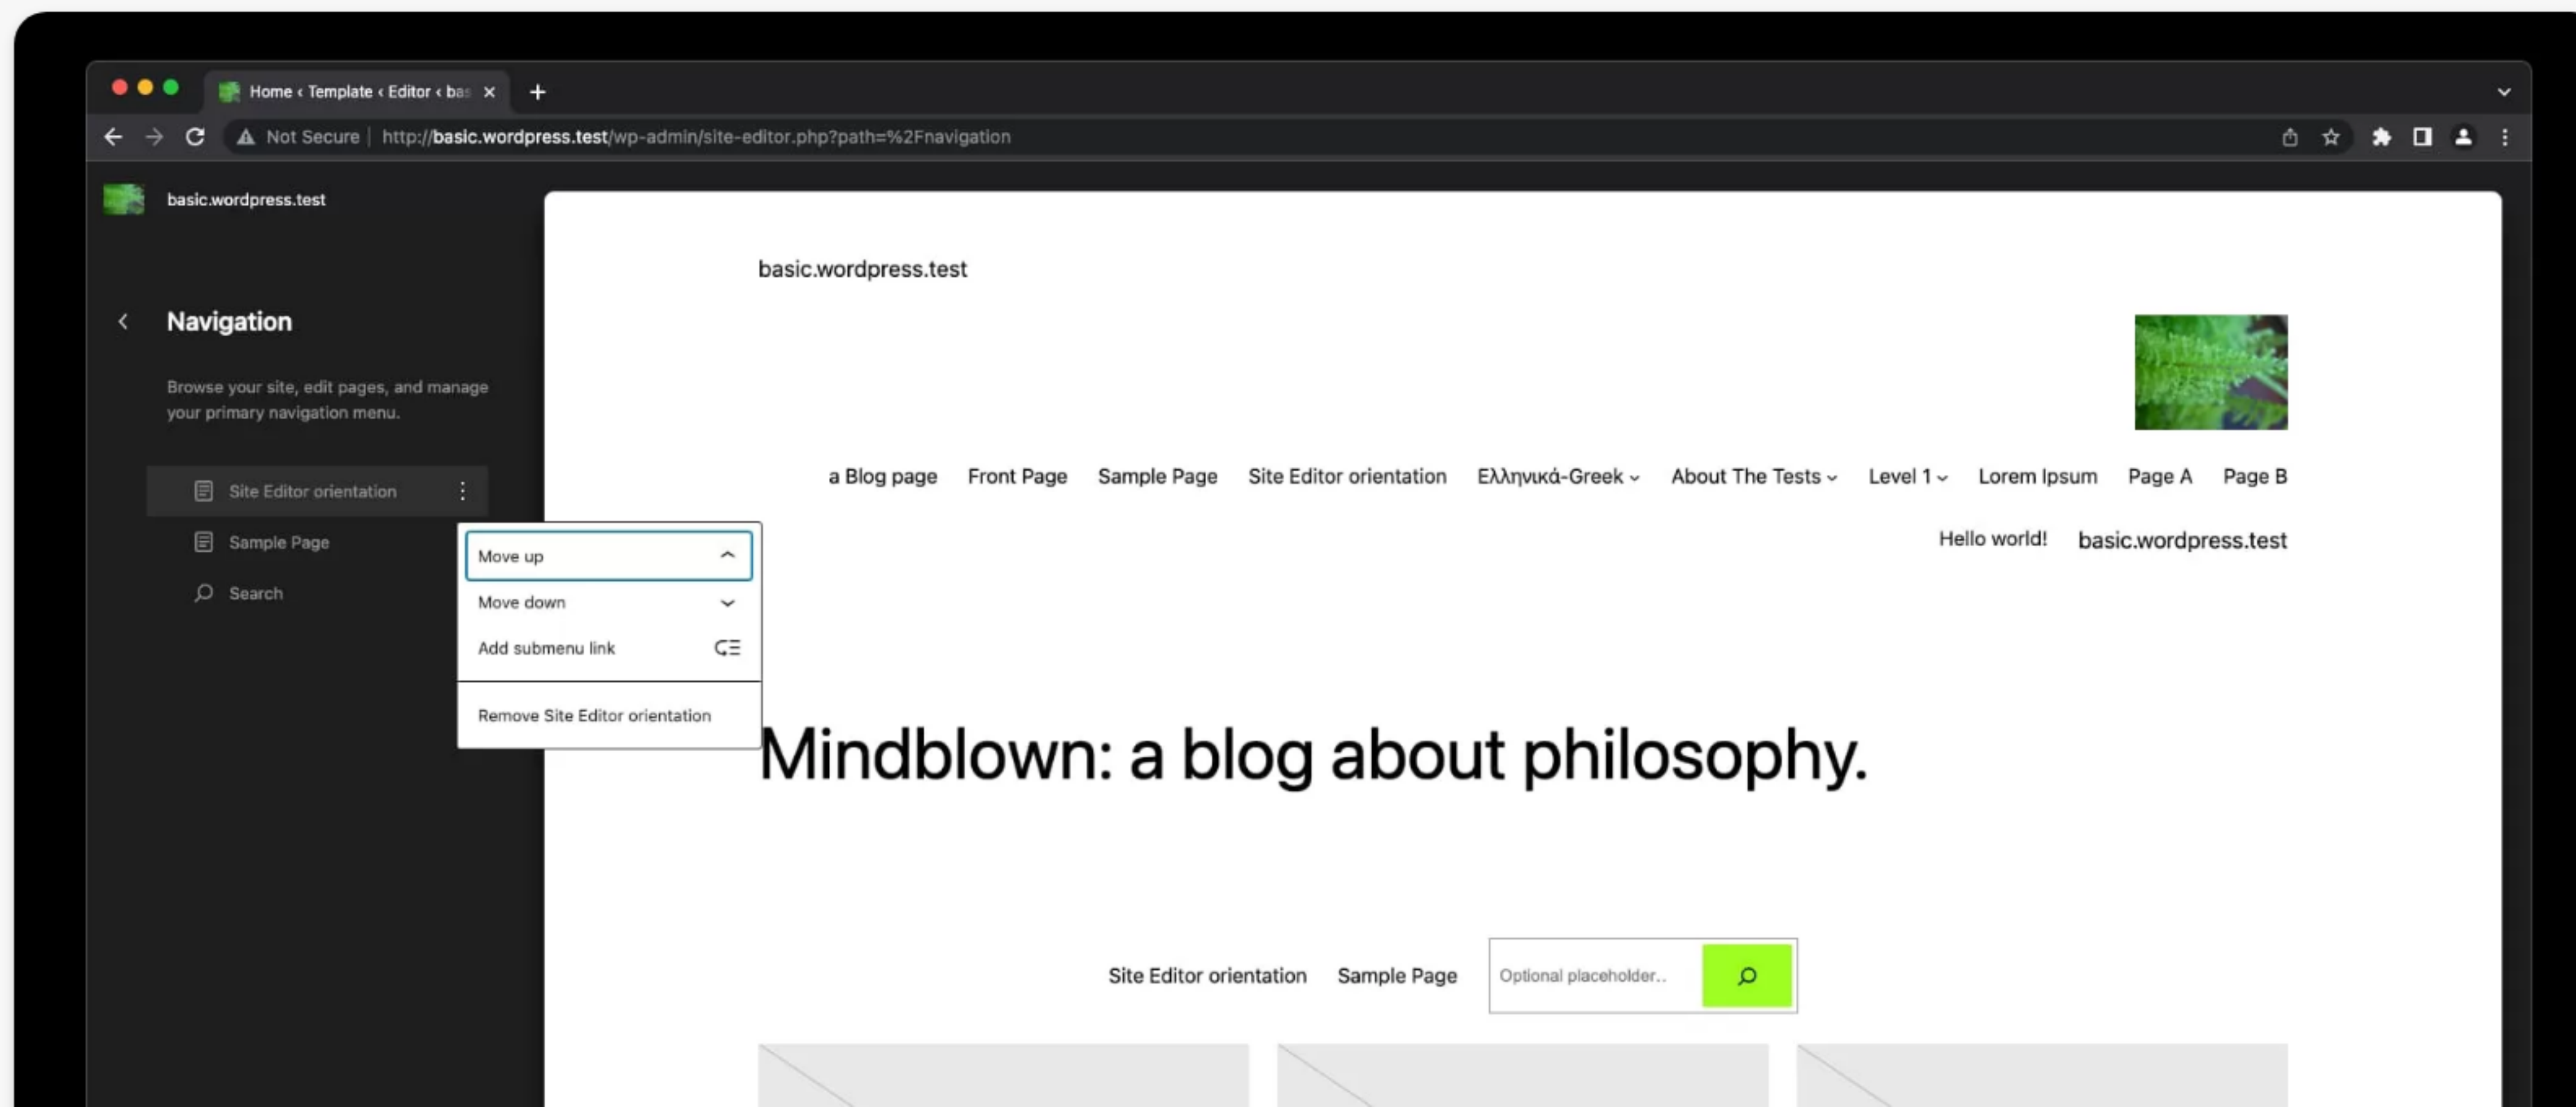 Home ‹ Template ‹ Editor ‹ bas
Not Secure | http://basic.wordpress.test/wp-admin/site-editor.php?path=%2Fnavigation
basic.wordpress.test
Navigation
Browse your site, edit pages, and manage
your primary navigation menu.
Site Editor orientation
Sample Page
Search
Move up
Move down
Add submenu link
Remove Site Editor orientation
basic.wordpress.test
a Blog page Front Page Sample Page Site Editor orientation Ελληνικά-Greek About The Tests Level 1 Lorem Ipsum Page A Page B
Hello world! basic.wordpress.test
Mindblown: a blog about philosophy.
Site Editor orientation Sample Page Optional placeholder..